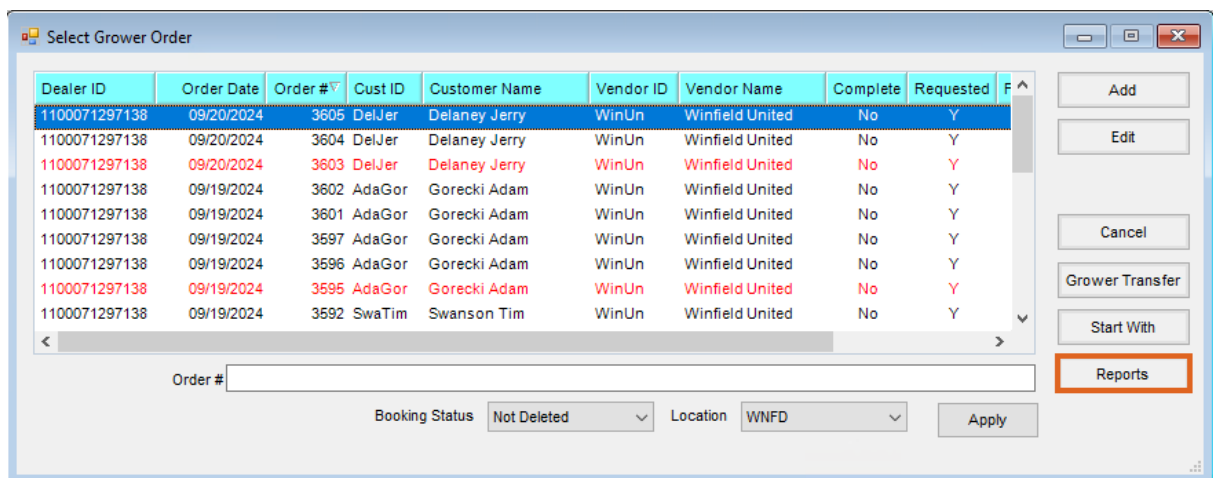 Select Grower Order
Dealer ID Order Date Order # Cust ID Customer Name Vendor ID Vendor Name Complete Requested F
1100071297138 09/20/2024 3605 DelJer Delaney Jerry WinUn Winfield United No Y
1100071297138 09/20/2024 3604 DelJer Delaney Jerry WinUn Winfield United No Y
1100071297138 09/20/2024 3603 DelJer Delaney Jerry WinUn Winfield United No Y
1100071297138 09/19/2024 3602 AdaGor Gorecki Adam WinUn Winfield United No Y
1100071297138 09/19/2024 3601 AdaGor Gorecki Adam WinUn Winfield United No Y
1100071297138 09/19/2024 3597 AdaGor Gorecki Adam WinUn Winfield United No Y
1100071297138 09/19/2024 3596 AdaGor Gorecki Adam WinUn Winfield United No Y
1100071297138 09/19/2024 3595 AdaGor Gorecki Adam WinUn Winfield United No Y
1100071297138 09/19/2024 3592 SwaTim Swanson Tim WinUn Winfield United No Y
Order #
Booking Status Not Deleted Location WNFD Apply
Add
Edit
Cancel
Grower Transfer
Start With
Reports